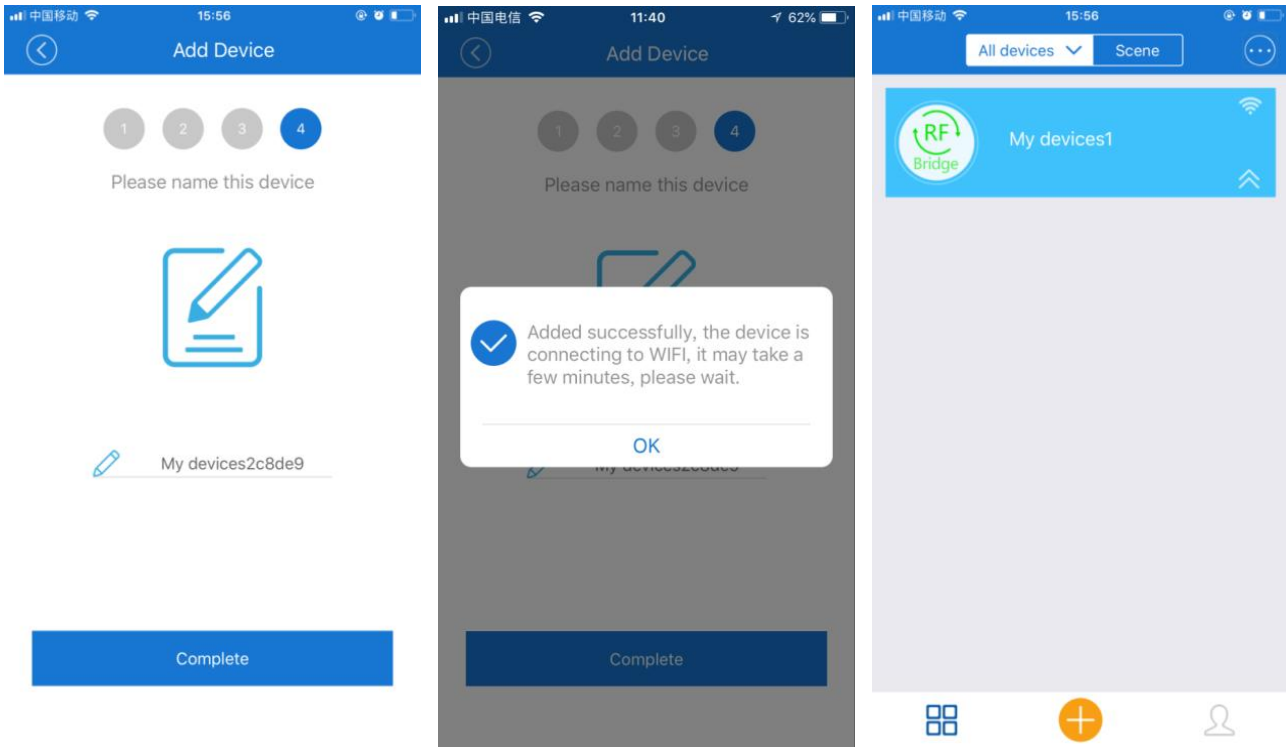 中国移动 15:56
Add Device
1 2 3 4
Please name this device
My devices2c8de9
Complete
中国电信 11:40 62%
Add Device
1 2 3 4
Please name this device
Added successfully, the device is
connecting to WIFI, it may take a
few minutes, please wait.
OK
My devices2c8de9
Complete
中国移动 15:56
All devices Scene
RF
Bridge
My devices1